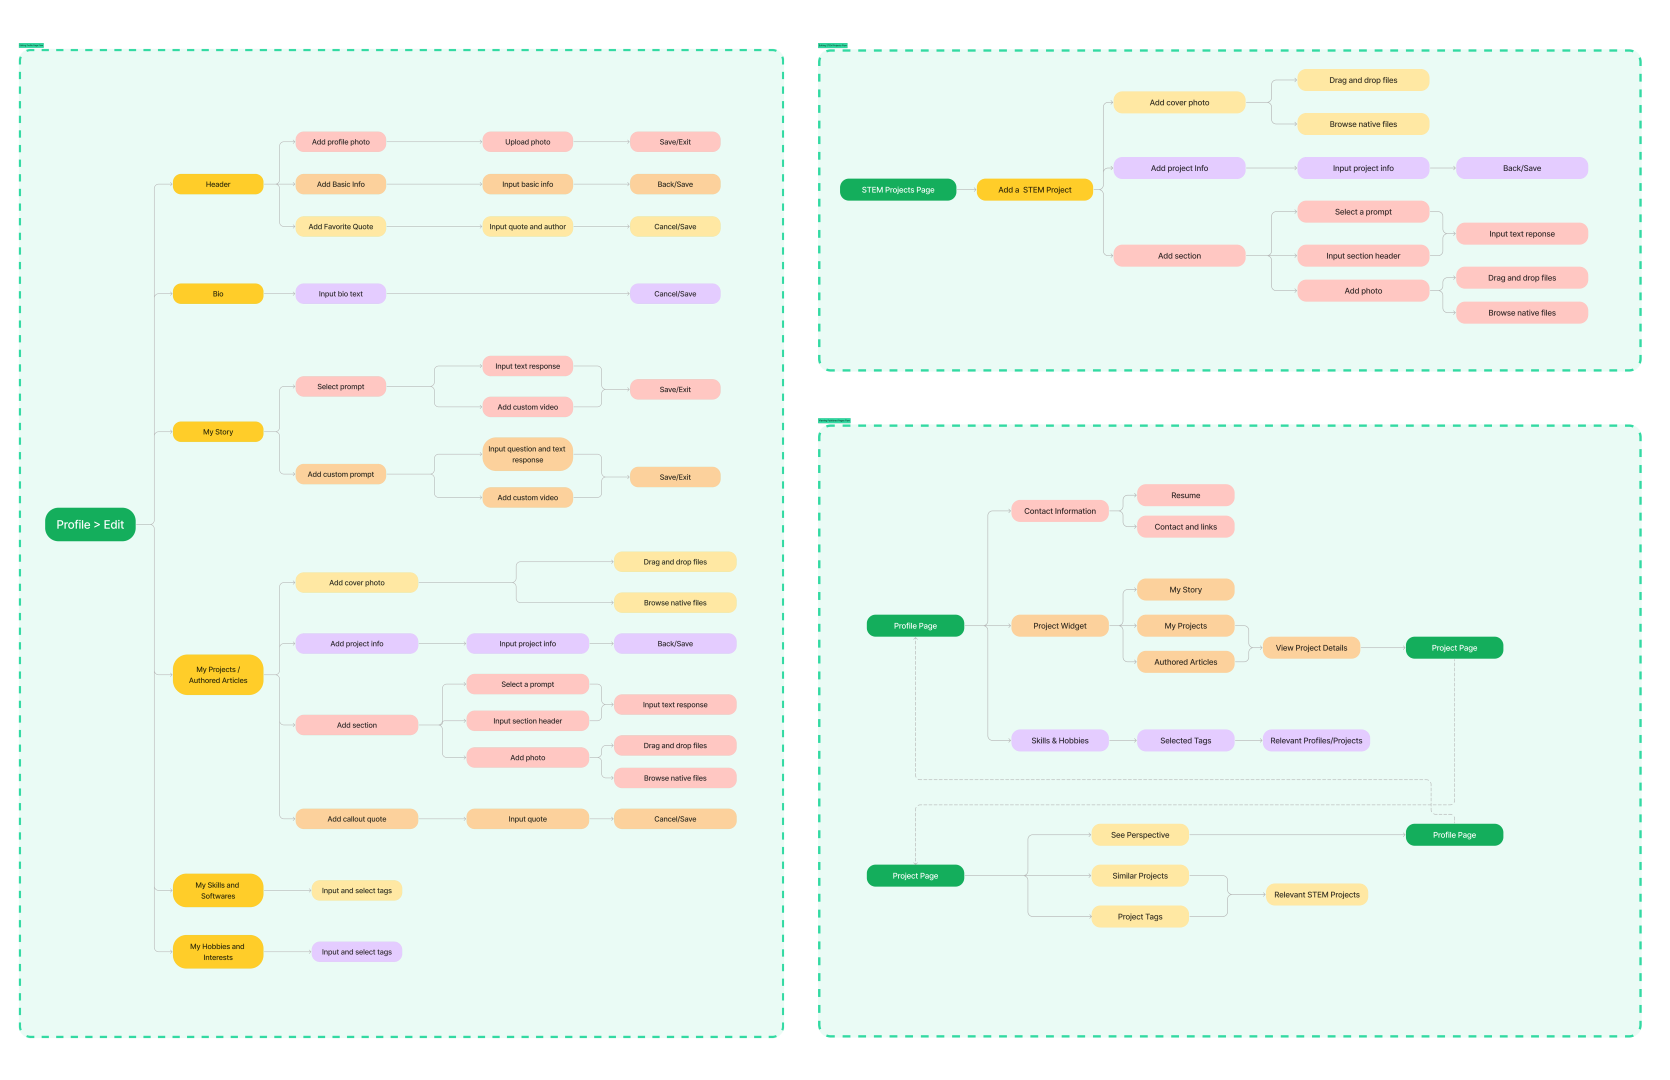 Profile > Edit
Header
Add profile photo
Upload photo
Save/Exit
Add Basic Info
Input basic info
Back/Save
Add Favorite Quote
Input quote and author
Cancel/Save
Bio
Input bio text
Cancel/Save
My Story
Select prompt
Input text response
Add custom video
Save/Exit
Add custom prompt
Input question and text
response
Add custom video
Save/Exit
My Projects /
Authored Articles
Add cover photo
Drag and drop files
Browse native files
Add project info
Input project info
Back/Save
Add section
Select a prompt
Input section header
Input text response
Add photo
Drag and drop files
Browse native files
Add callout quote
Input quote
Cancel/Save
My Skills and
Softwares
Input and select tags
My Hobbies and
Interests
Input and select tags
STEM Projects Page
Add a  STEM Project
Add cover photo
Drag and drop files
Browse native files
Add project Info
Input project info
Back/Save
Add section
Select a prompt
Input section header
Input text reponse
Add photo
Drag and drop files
Browse native files
Profile Page
Contact Information
Resume
Contact and links
Project Widget
My Story
My Projects
Authored Articles
View Project Details
Project Page
Skills & Hobbies
Selected Tags
Relevant Profiles/Projects
Project Page
See Perspective
Profile Page
Similar Projects
Project Tags
Relevant STEM Projects